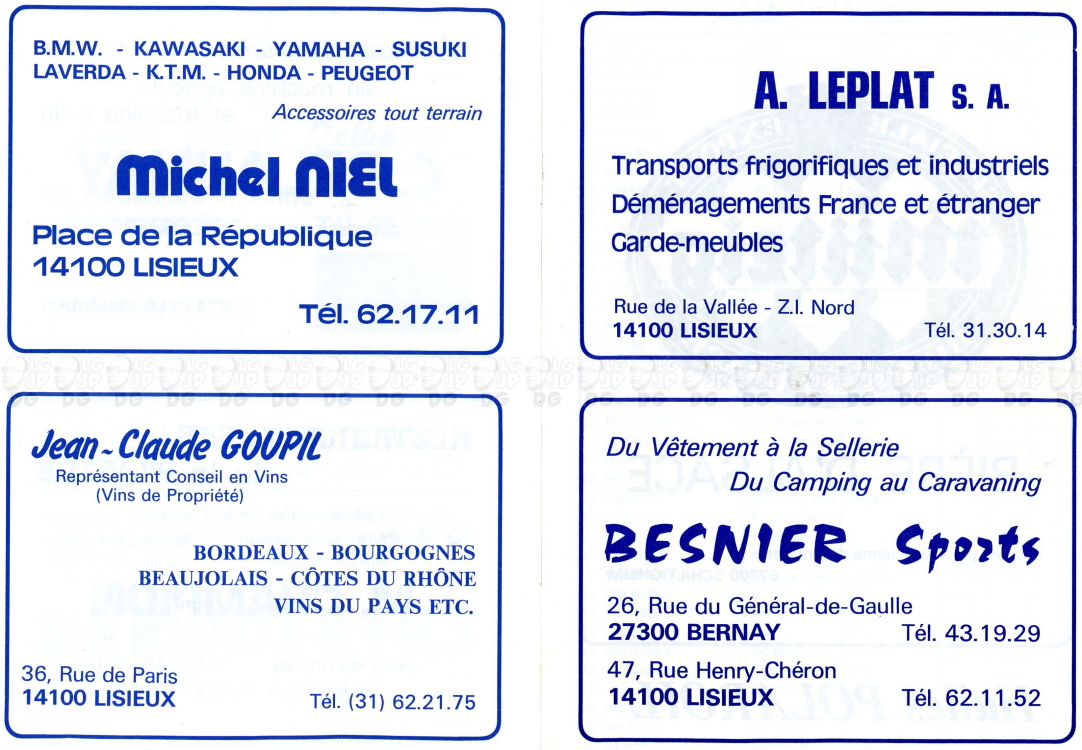 B.M.W. - KAWASAKI - YAMAHA - SUSUKI
LAVERDA - K.T.M. - HONDA - PEUGEOT
Accessoires tout terrain
Michel NIEL
Place de la République
14100 LISIEUX
Tél. 62.17.11
A. LEPLAT S. A.
Transports frigorifiques et industriels
Déménagements France et étranger
Garde-meubles
Rue de la Vallée - Z.I. Nord
14100 LISIEUX Tél. 31.30.14
Jean-Claude GOUPIL
Représentant Conseil en Vins
(Vins de Propriété)
BORDEAUX - BOURGOGNES
BEAUJOLAIS - CÔTES DU RHÔNE
VINS DU PAYS ETC.
36, Rue de Paris
14100 LISIEUX Tél. (31) 62.21.75
Du Vêtement à la Sellerie
Du Camping au Caravaning
BESNIER Sports
26, Rue du Général-de-Gaulle
27300 BERNAY Tél. 43.19.29
47, Rue Henry-Chéron
14100 LISIEUX Tél. 62.11.52